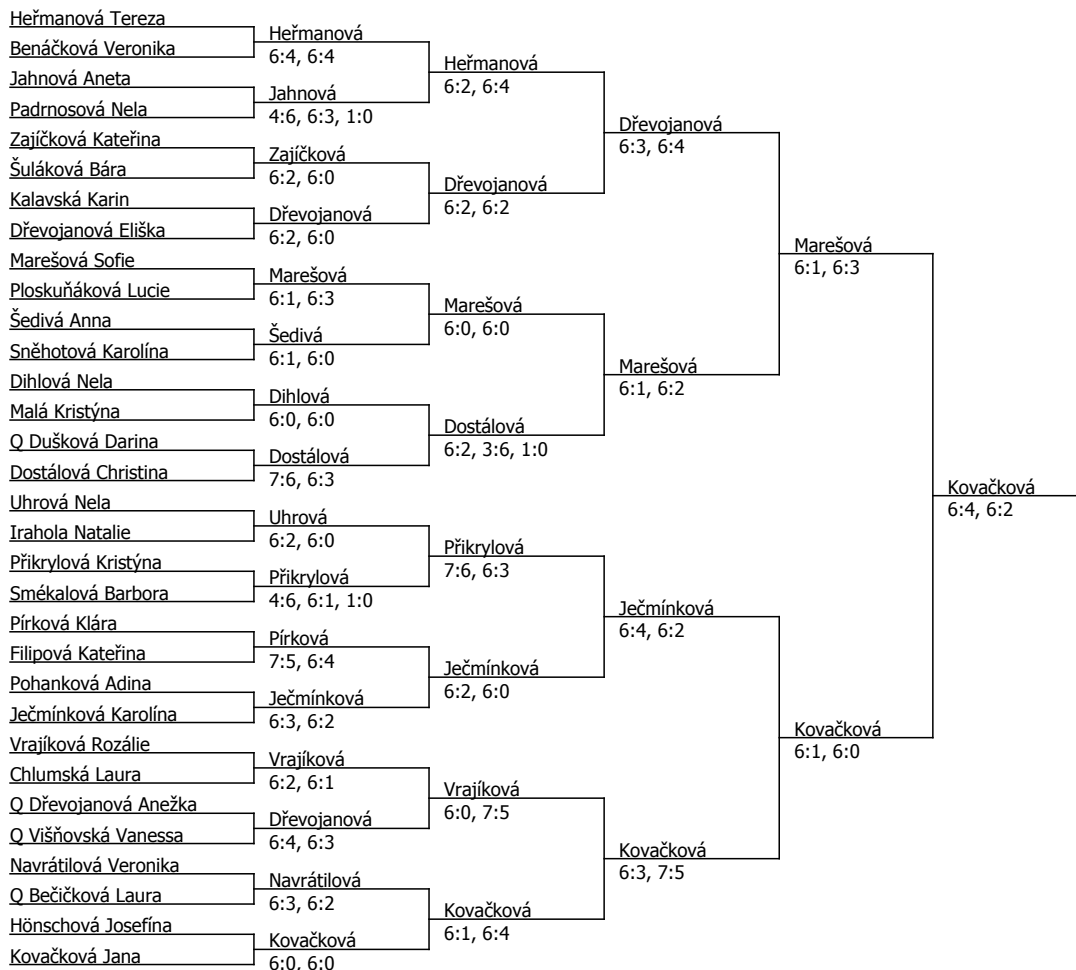 Heřmanová Tereza
Benáčková Veronika
Jahnová Aneta
Padrnosová Nela
Zajíčková Kateřina
Šuláková Bára
Kalavská Karin
Dřevojanová Eliška
Marešová Sofie
Ploskuňáková Lucie
Šedivá Anna
Sněhotová Karolína
Dihlová Nela
Malá Kristýna
Q Dušková Darina
Dostálová Christina
Uhrová Nela
Irahola Natalie
Přikrylová Kristýna
Smékalová Barbora
Pírková Klára
Filipová Kateřina
Pohanková Adina
Ječmínková Karolína
Vrajíková Rozálie
Chlumská Laura
Q Dřevojanová Anežka
Q Višňovská Vanessa
Navrátilová Veronika
Q Bečičková Laura
Hönschová Josefína
Kovačková Jana
Heřmanová
6:4, 6:4
Jahnová
4:6, 6:3, 1:0
Zajíčková
6:2, 6:0
Dřevojanová
6:2, 6:0
Marešová
6:1, 6:3
Šedivá
6:1, 6:0
Dihlová
6:0, 6:0
Dostálová
7:6, 6:3
Uhrová
6:2, 6:0
Přikrylová
4:6, 6:1, 1:0
Pírková
7:5, 6:4
Ječmínková
6:3, 6:2
Vrajíková
6:2, 6:1
Dřevojanová
6:4, 6:3
Navrátilová
6:3, 6:2
Kovačková
6:0, 6:0
Heřmanová
6:2, 6:4
Dřevojanová
6:2, 6:2
Marešová
6:0, 6:0
Dostálová
6:2, 3:6, 1:0
Přikrylová
7:6, 6:3
Ječmínková
6:2, 6:0
Vrajíková
6:0, 7:5
Kovačková
6:1, 6:4
Dřevojanová
6:3, 6:4
Marešová
6:1, 6:2
Ječmínková
6:4, 6:2
Kovačková
6:3, 7:5
Marešová
6:1, 6:3
Kovačková
6:1, 6:0
Kovačková
6:4, 6:2